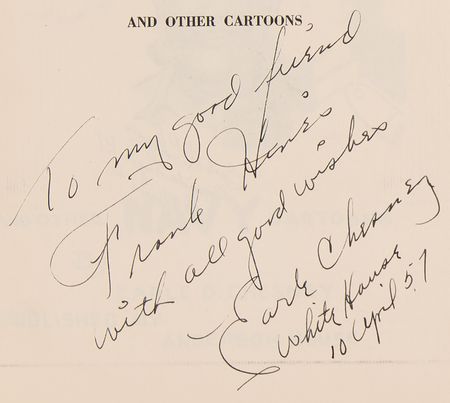 AND OTHER CARTOONS
To my good friend
Frank Hines
with all good wishes
Earle Chesney
White House
10 April 57